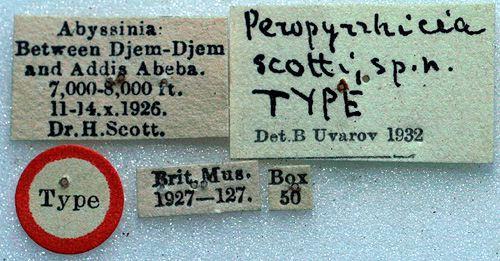 Abyssinia:
Between Djem-Djem
and Addis Abeba.
7,000-8,000 ft.
11-14.x.1926.
Dr.H.Scott.
Peropyrrhicia
scotti, sp.n.
TYPE
Det.B Uvarov 1932
Type
Brit.Mus.
1927—127.
Box
50